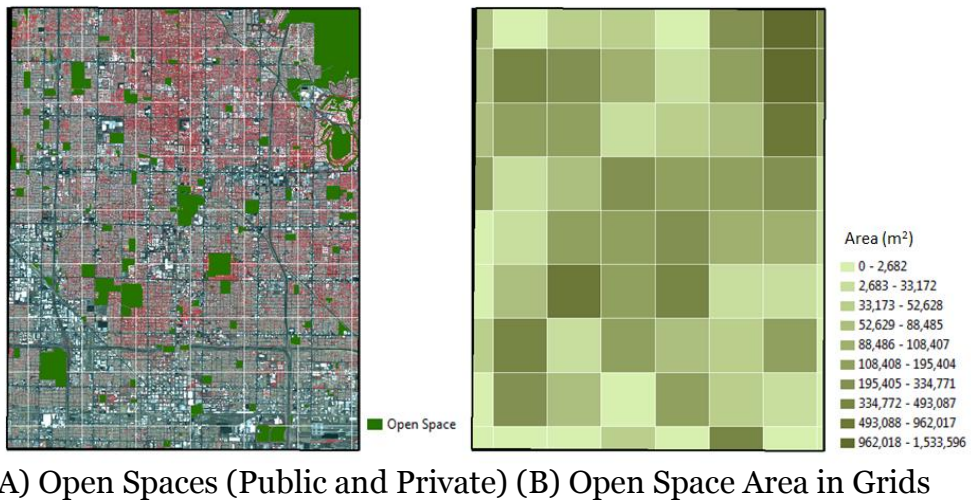 Open Space
Area (m²)
0 - 2,682
2,683 - 33,172
33,173 - 52,628
52,629 - 88,485
88,486 - 108,407
108,408 - 195,404
195,405 - 334,771
334,772 - 493,087
493,088 - 962,017
962,018 - 1,533,596
A) Open Spaces (Public and Private) (B) Open Space Area in Grids